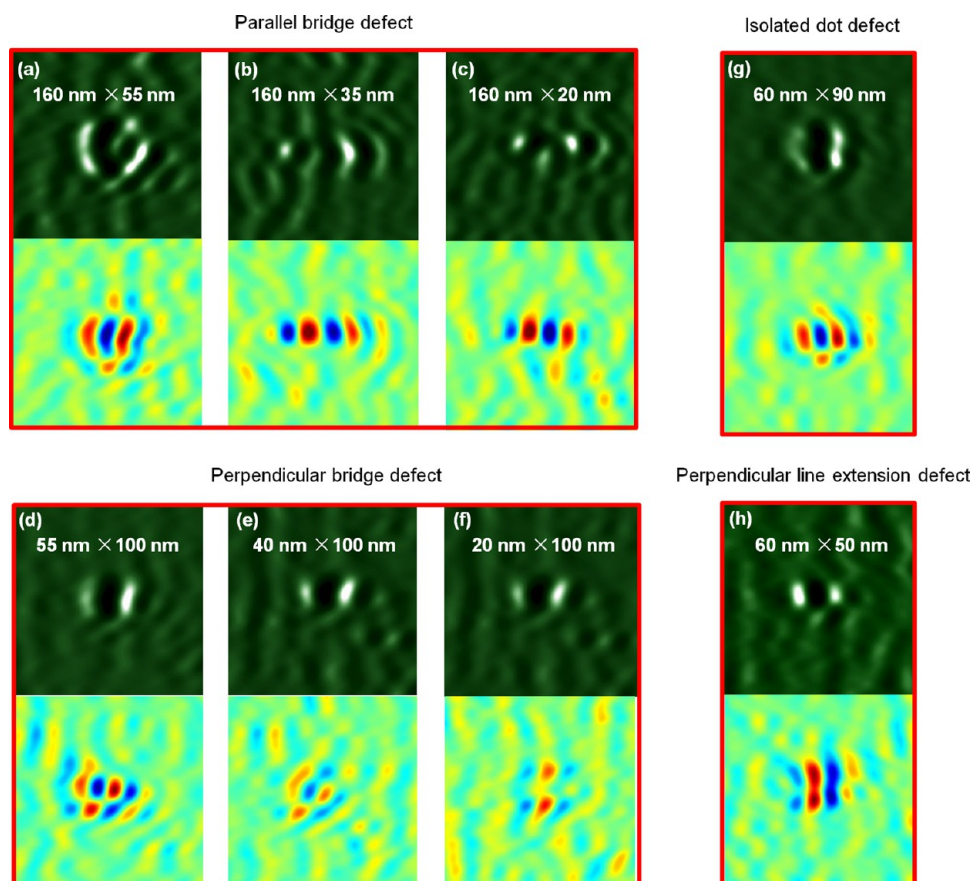 Parallel bridge defect
Isolated dot defect
(a)
160 nm ×55 nm
(b)
160 nm ×35 nm
(c)
160 nm ×20 nm
(g)
60 nm ×90 nm
Perpendicular bridge defect
Perpendicular line extension defect
(d)
55 nm ×100 nm
(e)
40 nm ×100 nm
(f)
20 nm ×100 nm
(h)
60 nm ×50 nm